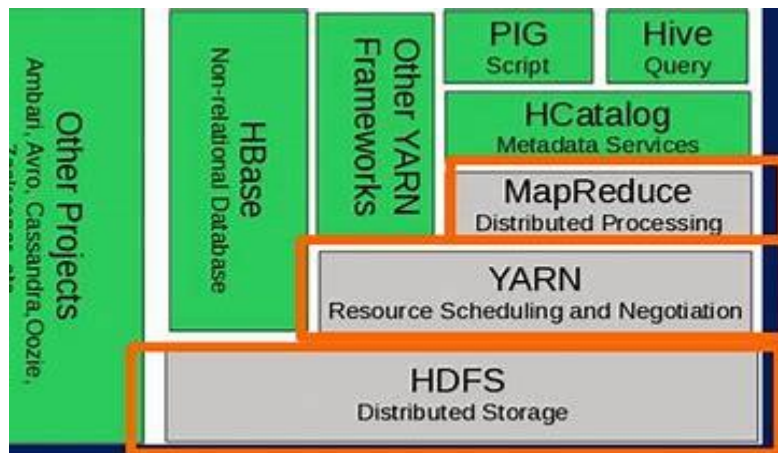 Other Projects
Ambari, Avro, Cassandra,Oozie,
HBase
Non-relational Database
Other YARN
Frameworks
PIG
Script
Hive
Query
HCatalog
Metadata Services
MapReduce
Distributed Processing
YARN
Resource Scheduling and Negotiation
HDFS
Distributed Storage